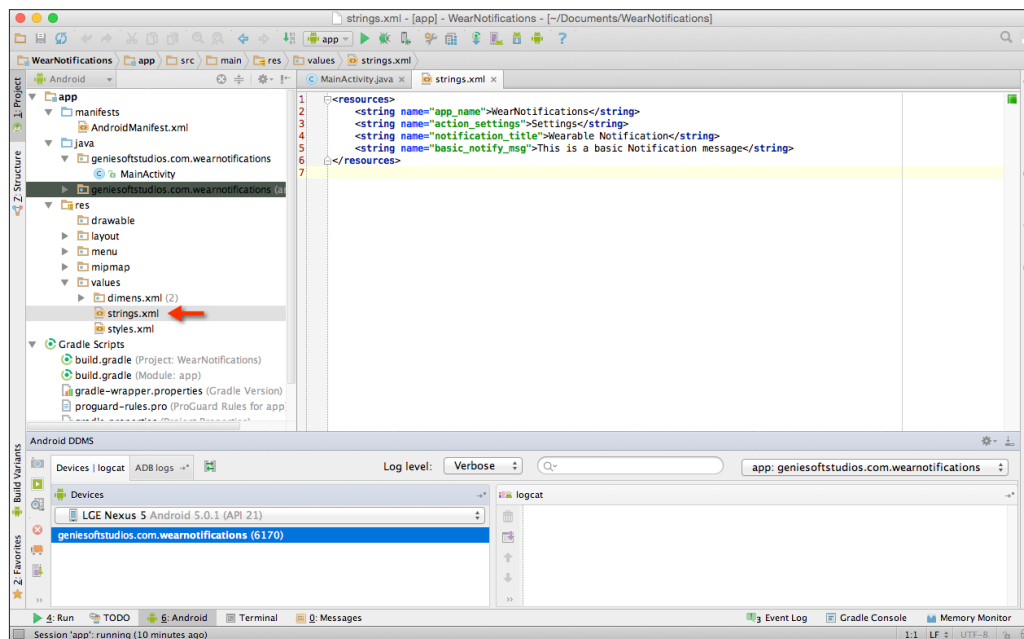 strings.xml - [app] - WearNotifications - [~/Documents/WearNotifications]
app
WearNotifications app src main res values strings.xml
1: Project
Z: Structure
Build Variants
2: Favorites
Android
app
manifests
AndroidManifest.xml
java
geniesoftstudios.com.wearnotifications
MainActivity
geniesoftstudios.com.wearnotifications
res
drawable
layout
menu
mipmap
values
dimens.xml (2)
strings.xml
styles.xml
Gradle Scripts
build.gradle (Project: WearNotifications)
build.gradle (Module: app)
gradle-wrapper.properties (Gradle Version)
proguard-rules.pro (ProGuard Rules for app
MainActivity.java strings.xml
1 <resources>
2 <string name="app_name">WearNotifications</string>
3 <string name="action_settings">Settings</string>
4 <string name="notification_title">Wearable Notification</string>
5 <string name="basic_notify_msg">This is a basic Notification message</string>
6 </resources>
7
Android DDMS
Devices | logcat ADB logs Log level: Verbose app: geniesoftstudios.com.wearnotifications
Devices logcat
LGE Nexus 5 Android 5.0.1 (API 21)
geniesoftstudios.com.wearnotifications (6170)
4: Run TODO 6: Android Terminal 0: Messages 3 Event Log Gradle Console Memory Monitor
Session 'app': running (10 minutes ago) 1:1 LF UTF-8